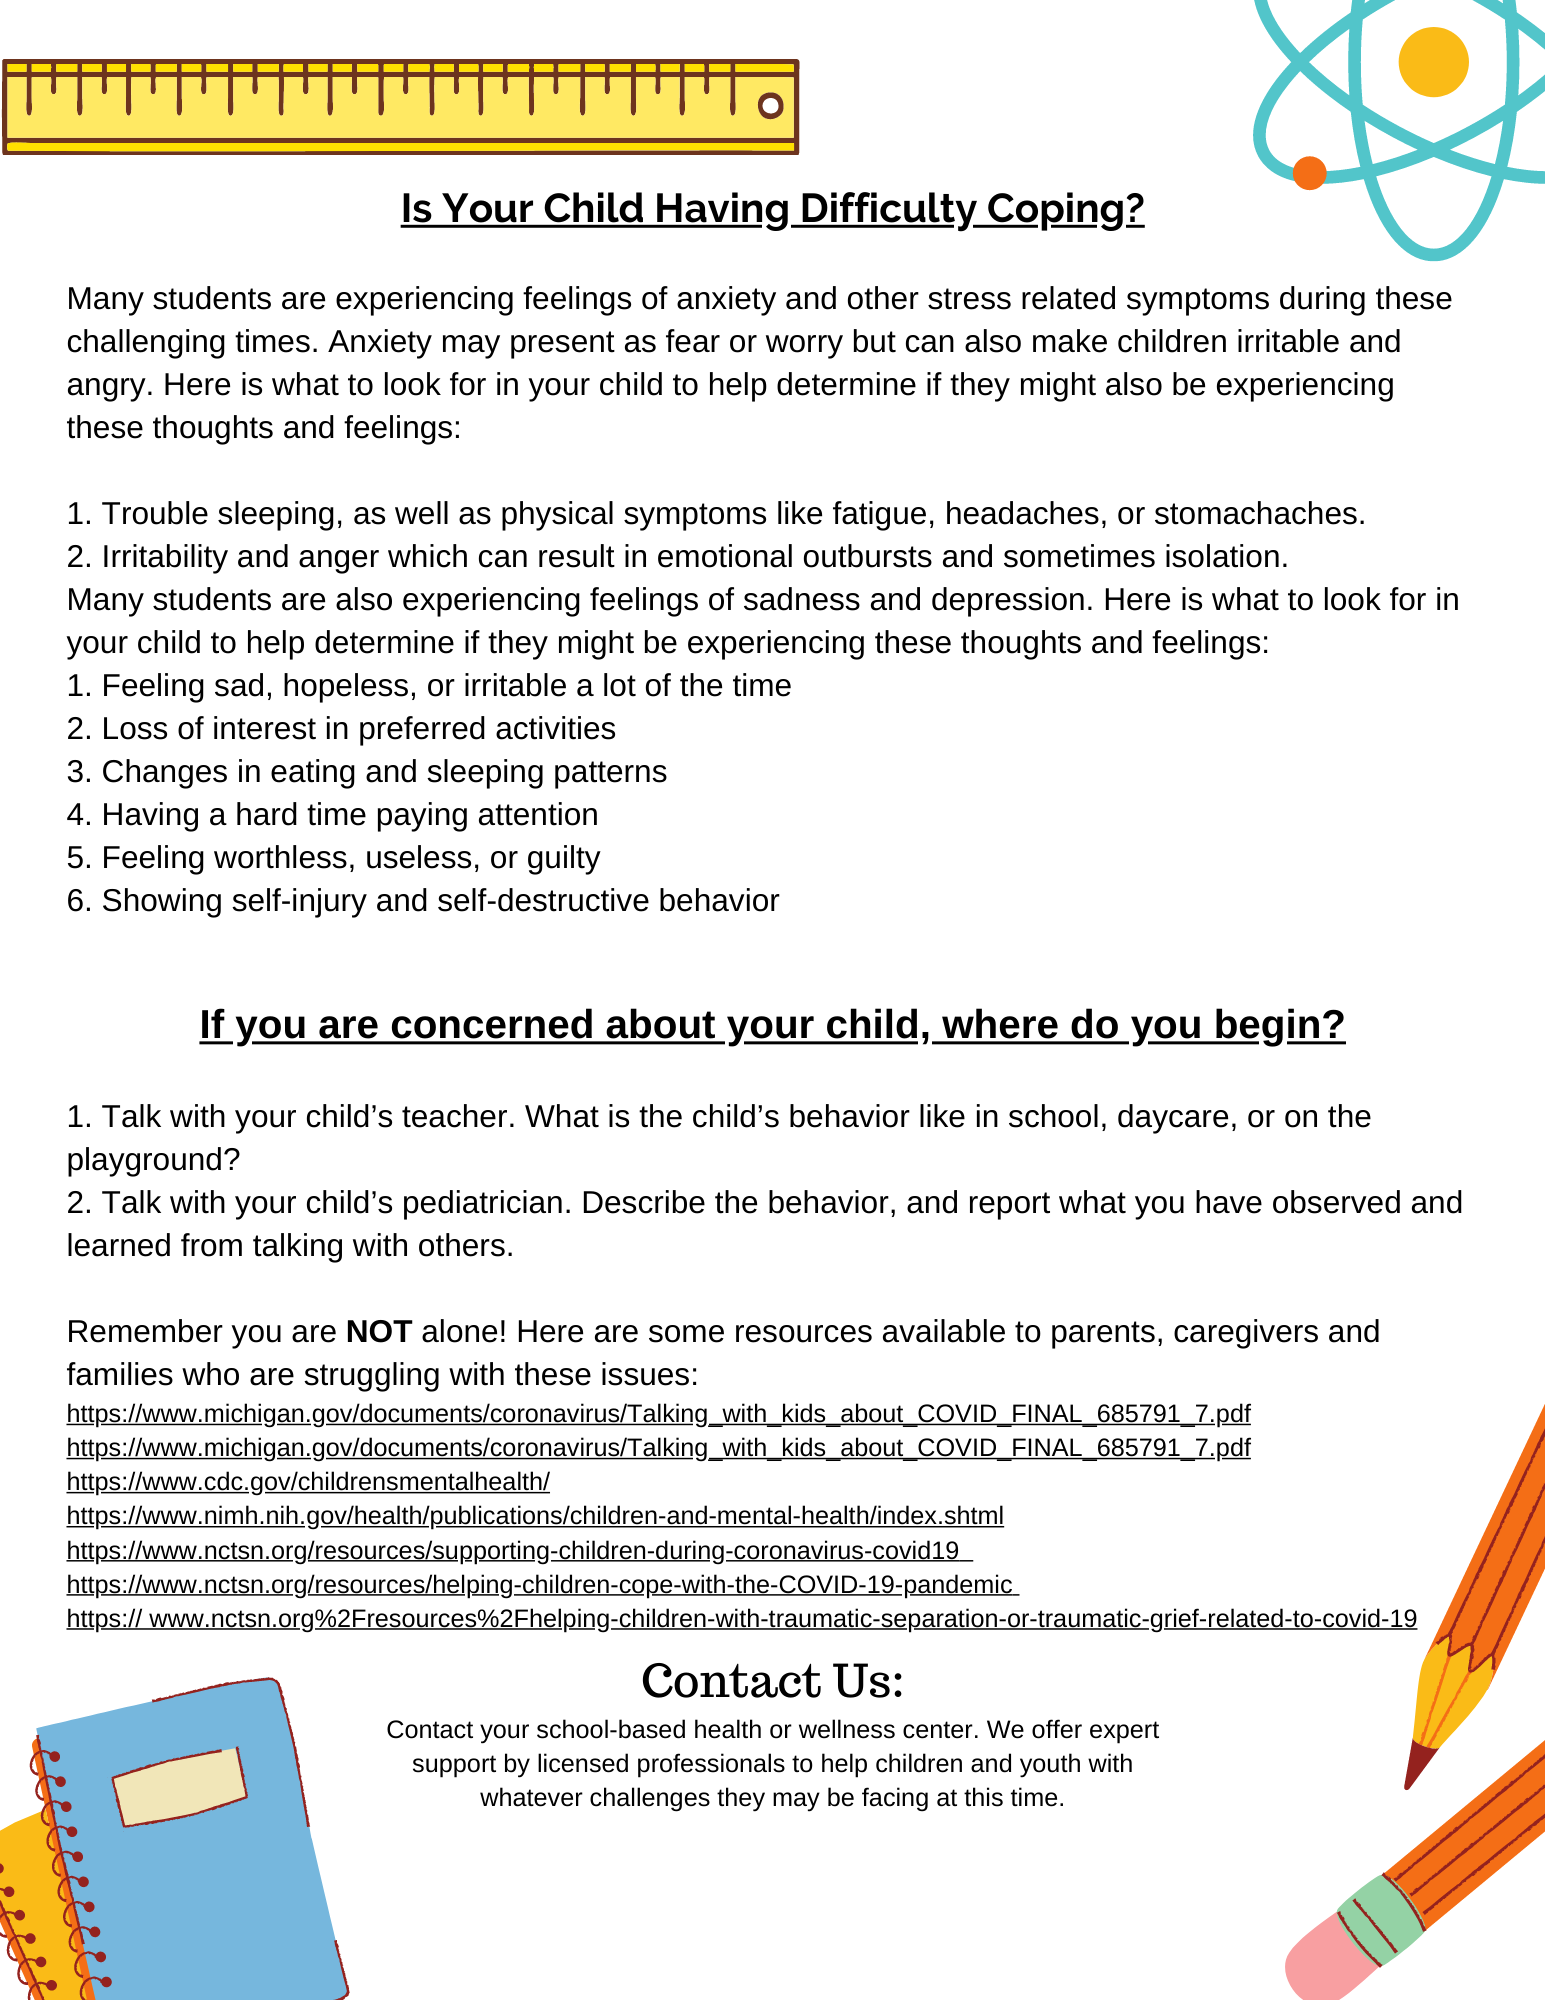 Is Your Child Having Difficulty Coping?
Many students are experiencing feelings of anxiety and other stress related symptoms during these
challenging times. Anxiety may present as fear or worry but can also make children irritable and
angry. Here is what to look for in your child to help determine if they might also be experiencing
these thoughts and feelings:
1. Trouble sleeping, as well as physical symptoms like fatigue, headaches, or stomachaches.
2. Irritability and anger which can result in emotional outbursts and sometimes isolation.
Many students are also experiencing feelings of sadness and depression. Here is what to look for in
your child to help determine if they might be experiencing these thoughts and feelings:
1. Feeling sad, hopeless, or irritable a lot of the time
2. Loss of interest in preferred activities
3. Changes in eating and sleeping patterns
4. Having a hard time paying attention
5. Feeling worthless, useless, or guilty
6. Showing self-injury and self-destructive behavior
If you are concerned about your child, where do you begin?
1. Talk with your child’s teacher. What is the child’s behavior like in school, daycare, or on the
playground?
2. Talk with your child’s pediatrician. Describe the behavior, and report what you have observed and
learned from talking with others.
Remember you are NOT alone! Here are some resources available to parents, caregivers and
families who are struggling with these issues:
https://www.michigan.gov/documents/coronavirus/Talking_with_kids_about_COVID_FINAL_685791_7.pdf
https://www.michigan.gov/documents/coronavirus/Talking_with_kids_about_COVID_FINAL_685791_7.pdf
https://www.cdc.gov/childrensmentalhealth/
https://www.nimh.nih.gov/health/publications/children-and-mental-health/index.shtml
https://www.nctsn.org/resources/supporting-children-during-coronavirus-covid19
https://www.nctsn.org/resources/helping-children-cope-with-the-COVID-19-pandemic
https:// www.nctsn.org%2Fresources%2Fhelping-children-with-traumatic-separation-or-traumatic-grief-related-to-covid-19
Contact Us:
Contact your school-based health or wellness center. We offer expert
support by licensed professionals to help children and youth with
whatever challenges they may be facing at this time.